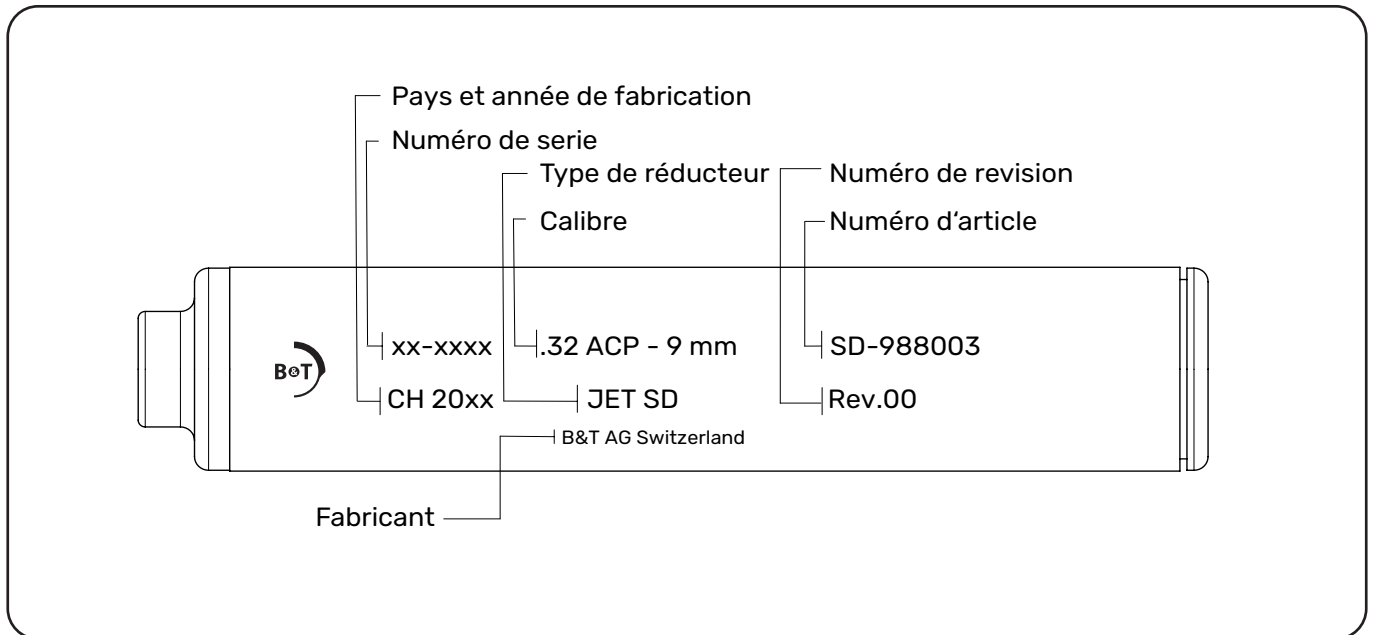 Pays et année de fabrication
Numéro de serie
Type de réducteur
Numéro de revision
Calibre
Numéro d‘article
B&T
xx-xxxx
.32 ACP - 9 mm
SD-988003
CH 20xx
JET SD
Rev.00
B&T AG Switzerland
Fabricant